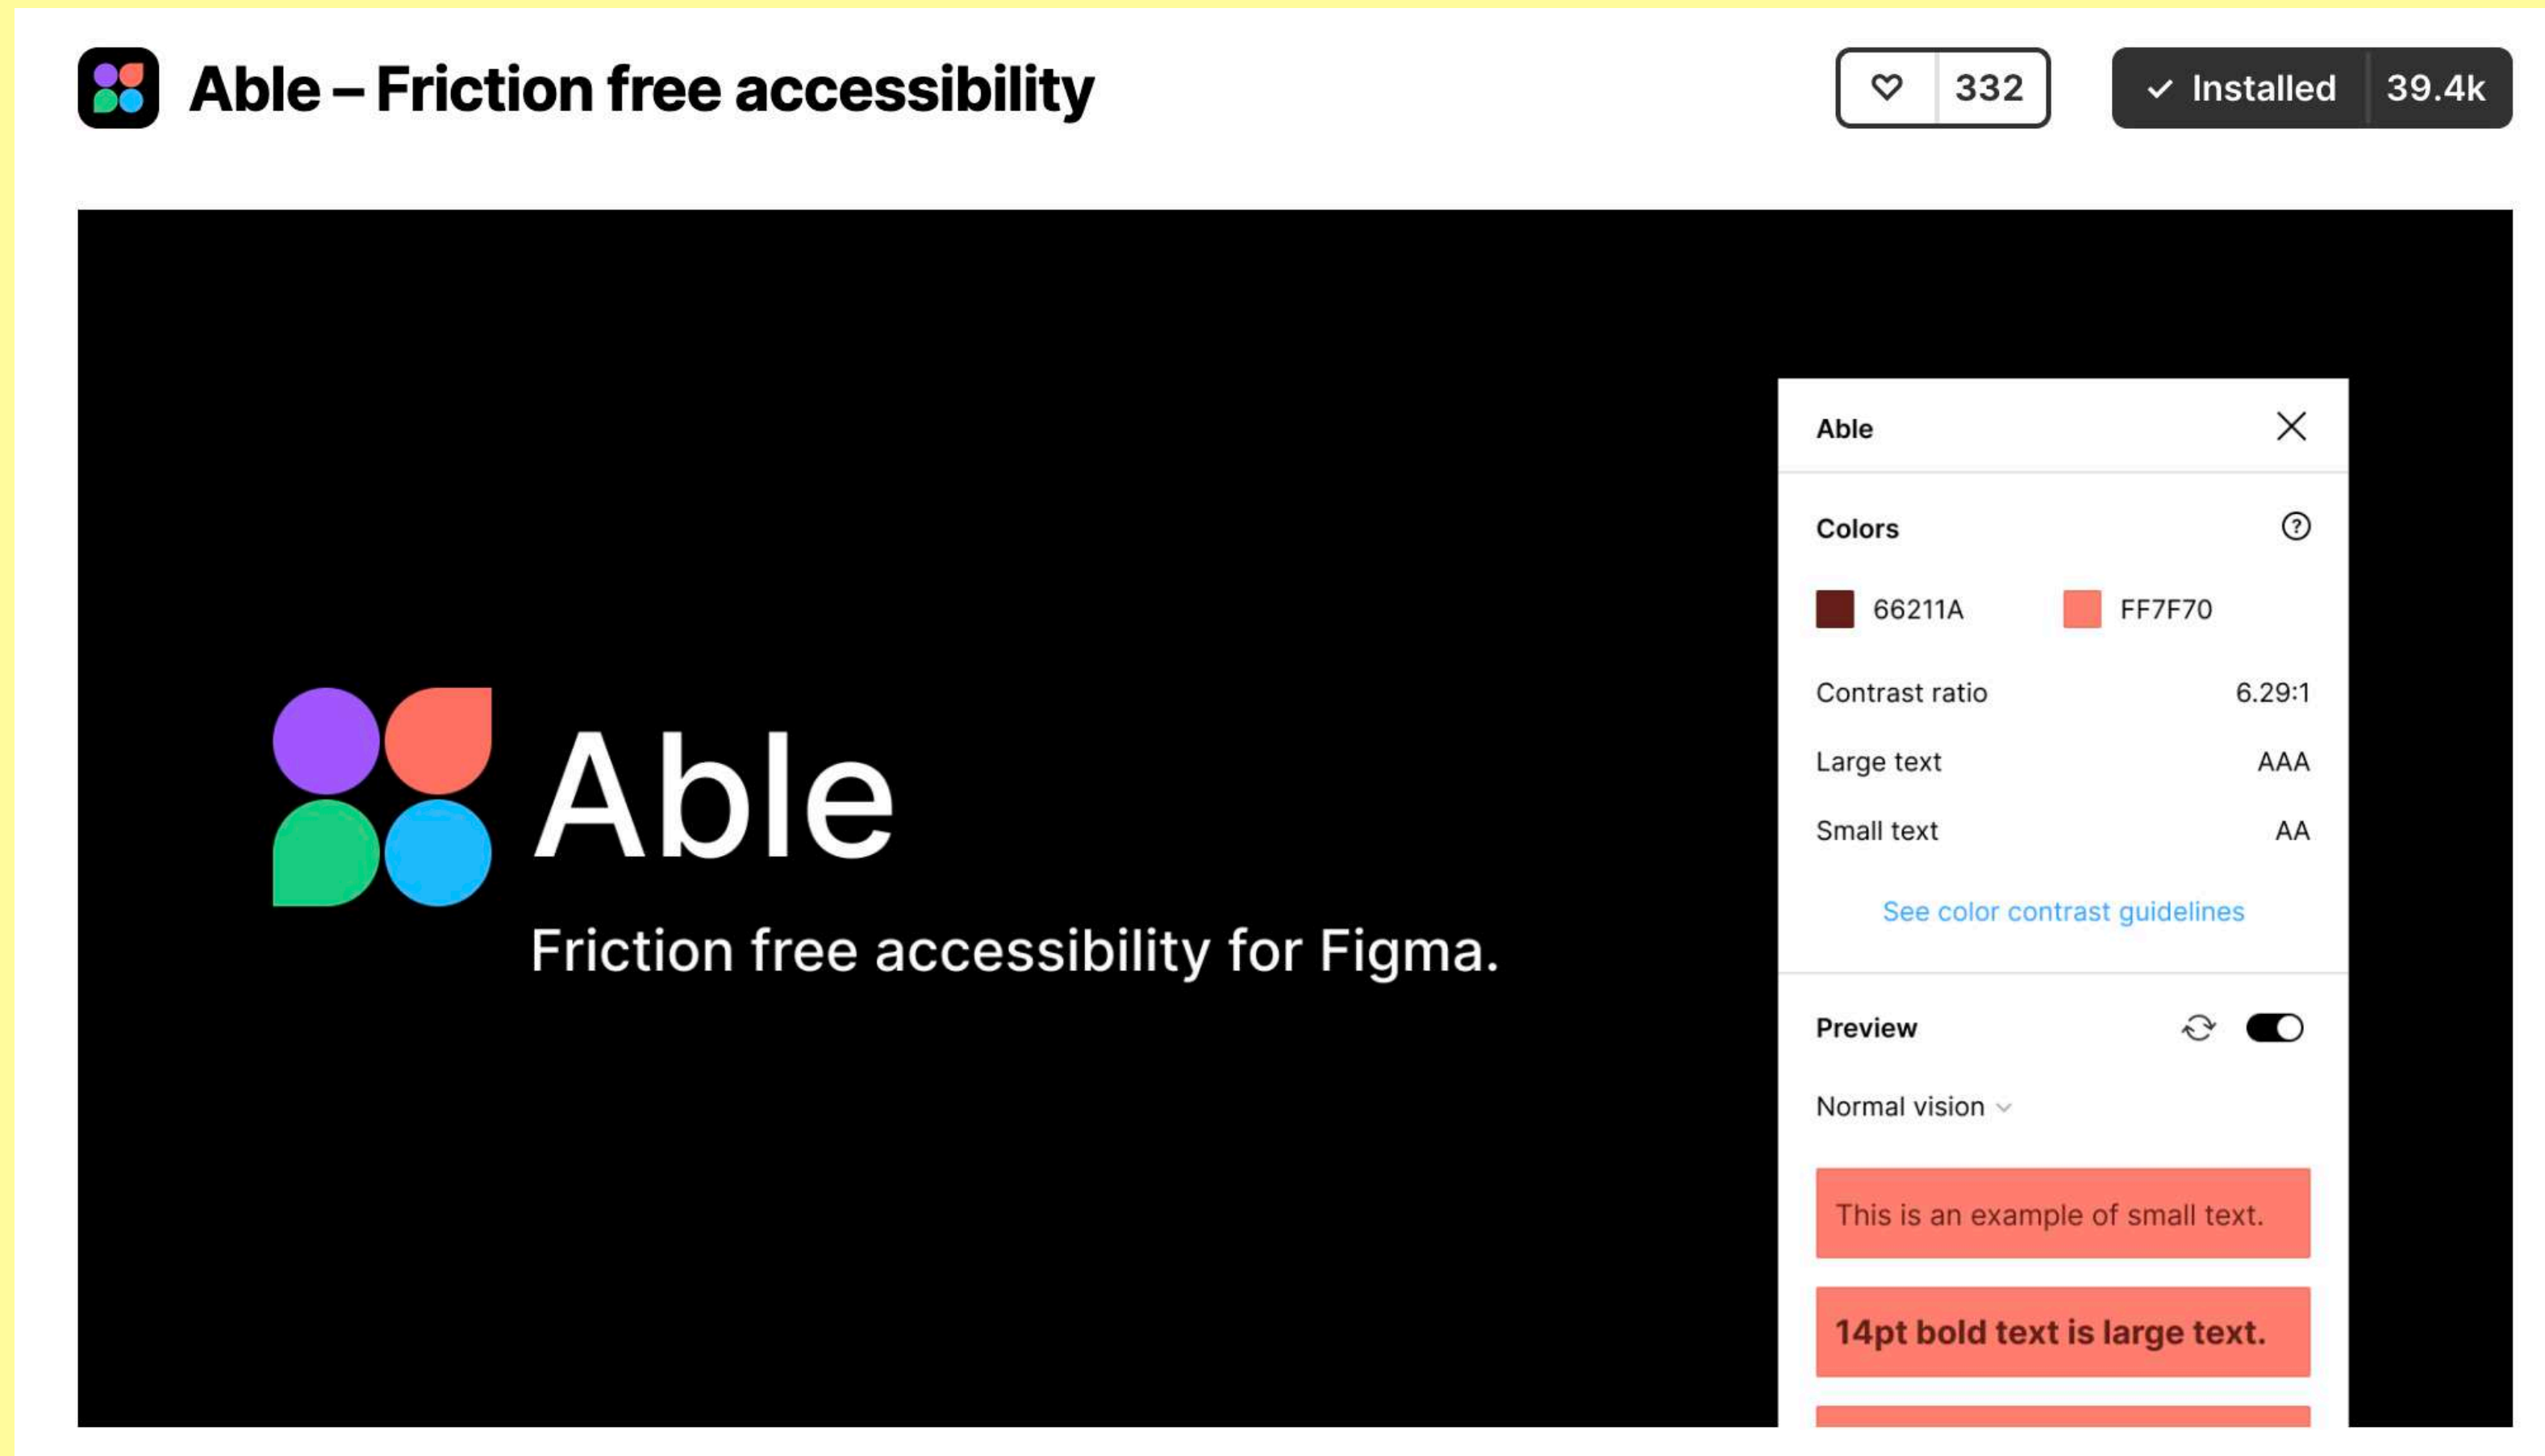 Able – Friction free accessibility
332
Installed 39.4k
Able
Friction free accessibility for Figma.
Able
Colors
66211A FF7F70
Contrast ratio 6.29:1
Large text AAA
Small text AA
See color contrast guidelines
Preview
Normal vision
This is an example of small text.
14pt bold text is large text.